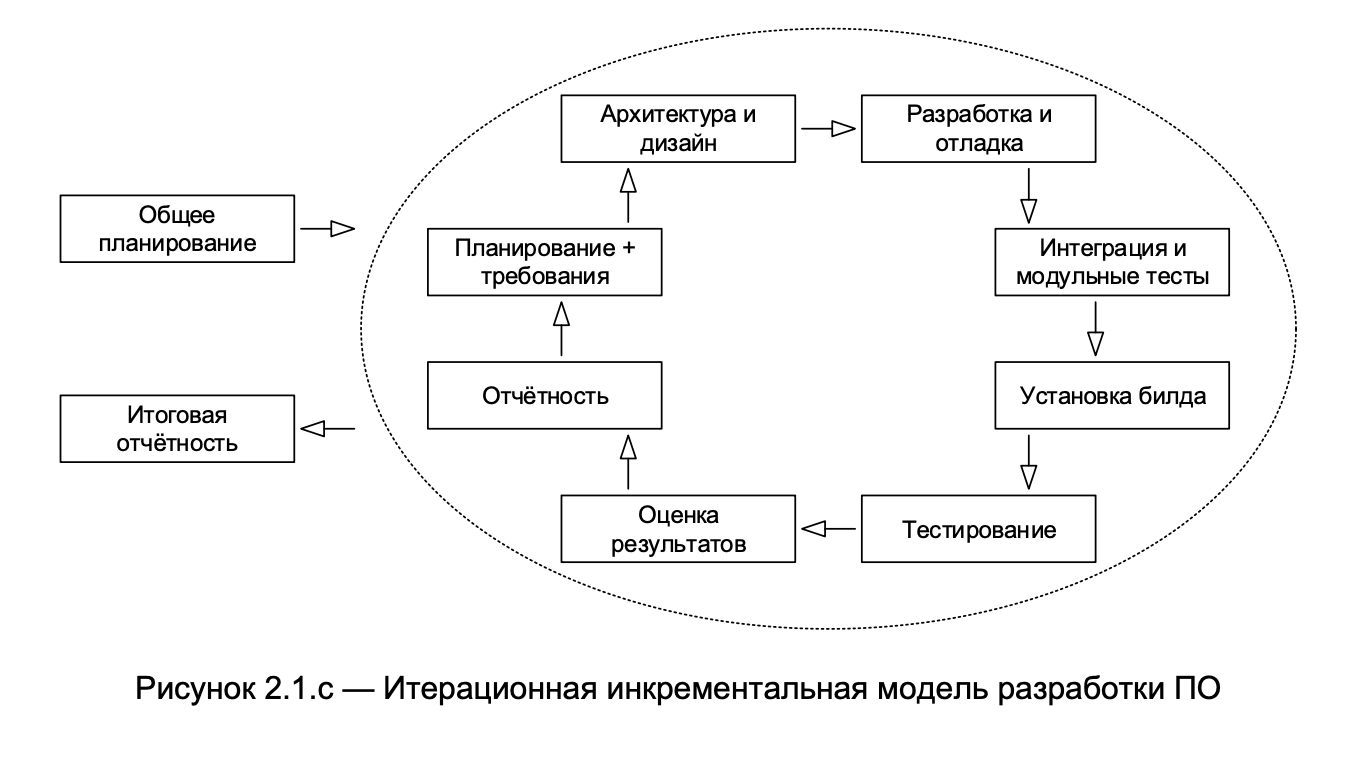 Архитектура и
дизайн
Разработка и
отладка
Общее
планирование
Планирование +
требования
Интеграция и
модульные тесты
Отчётность
Установка билда
Итоговая
отчётность
Оценка
результатов
Тестирование
Рисунок 2.1.c — Итерационная инкрементальная модель разработки ПО